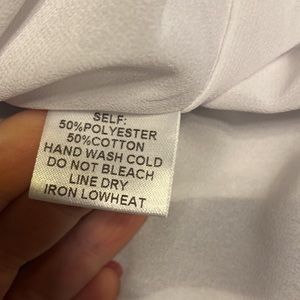 SELF:
50%POLYESTER
50%COTTON
HAND WASH COLD
DO NOT BLEACH
LINE DRY
IRON LOWHEAT